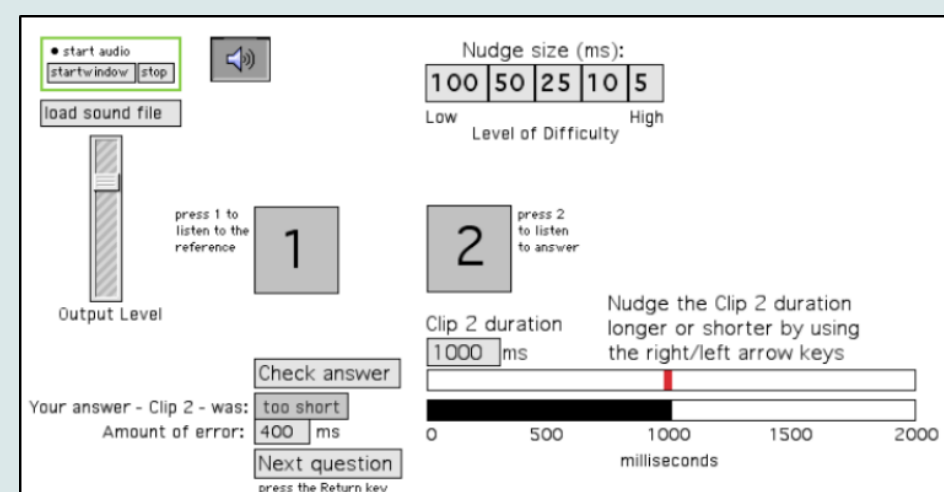 ● start audio
startwindow stop
load sound file
Output Level
Nudge size (ms):
100 50 25 10 5
Low High
Level of Difficulty
press 1 to
listen to the
reference
1
2
press 2
to listen
to answer
Clip 2 duration
1000 ms
Nudge the Clip 2 duration
longer or shorter by using
the right/left arrow keys
Check answer
Your answer - Clip 2 - was: too short
Amount of error: 400 ms
Next question
press the Return key
0 500 1000 1500 2000
milliseconds